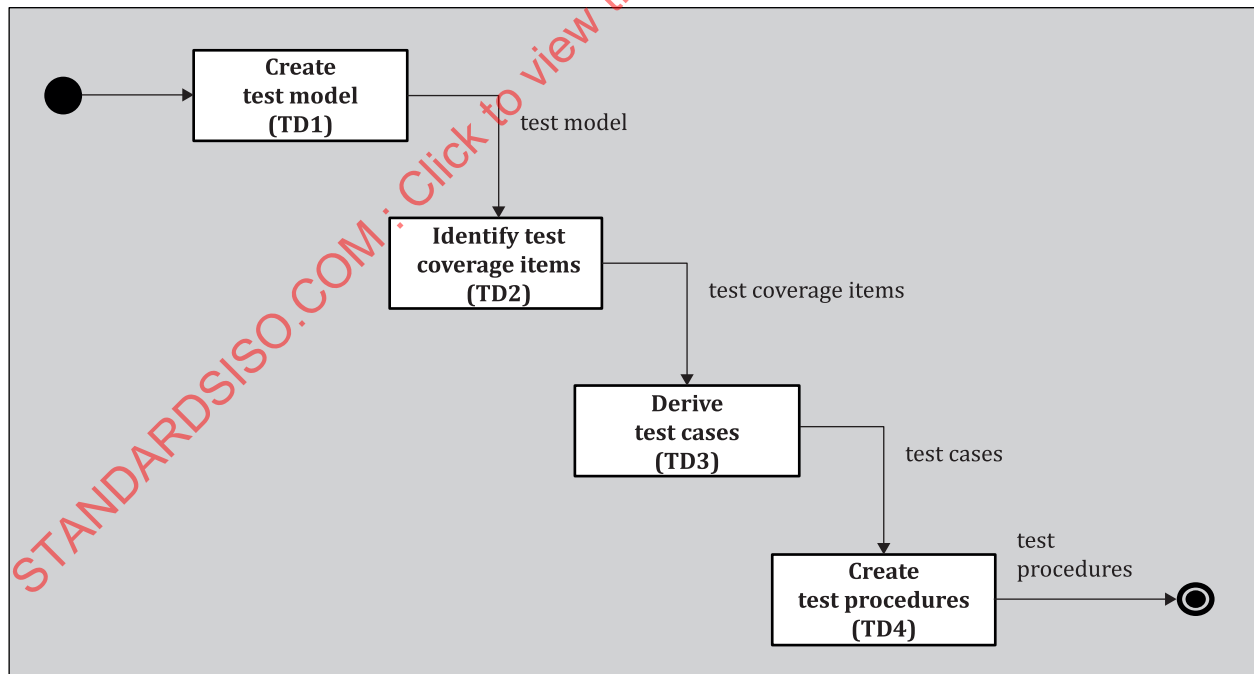 Create
test model
(TD1)
test model
Identify test
coverage items
(TD2)
test coverage items
Derive
test cases
(TD3)
test cases
Create
test procedures
(TD4)
test
procedures
STANDARDSISO.COM : Click to view